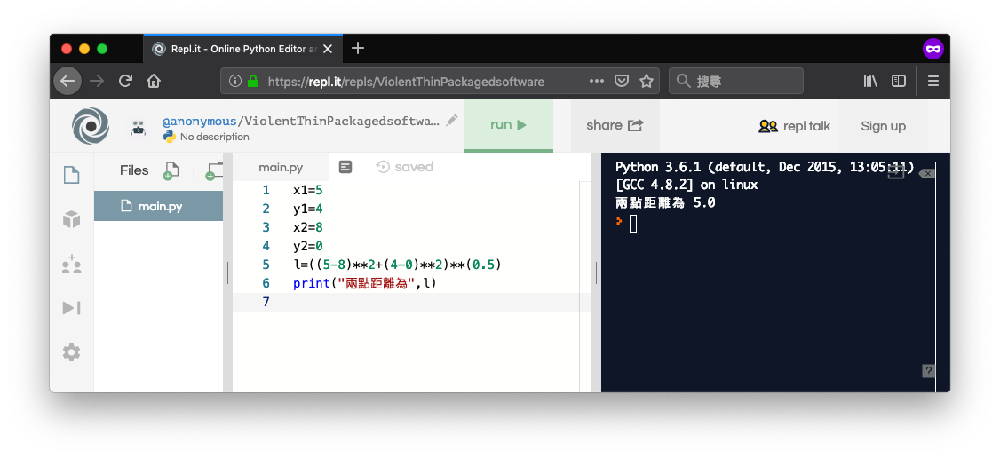 Repl.it - Online Python Editor a
https://repl.it/repls/ViolentThinPackagedsoftware
搜尋
@anonymous/ViolentThinPackagedsoftwa...
No description
run
share
repl talk
Sign up
Files
main.py
main.py
saved
1 x1=5
2 y1=4
3 x2=8
4 y2=0
5 l=((5-8)**2+(4-0)**2)**(0.5)
6 print("兩點距離為",l)
7
Python 3.6.1 (default, Dec 2015, 13:05:11)
[GCC 4.8.2] on linux
兩點距離為 5.0
?